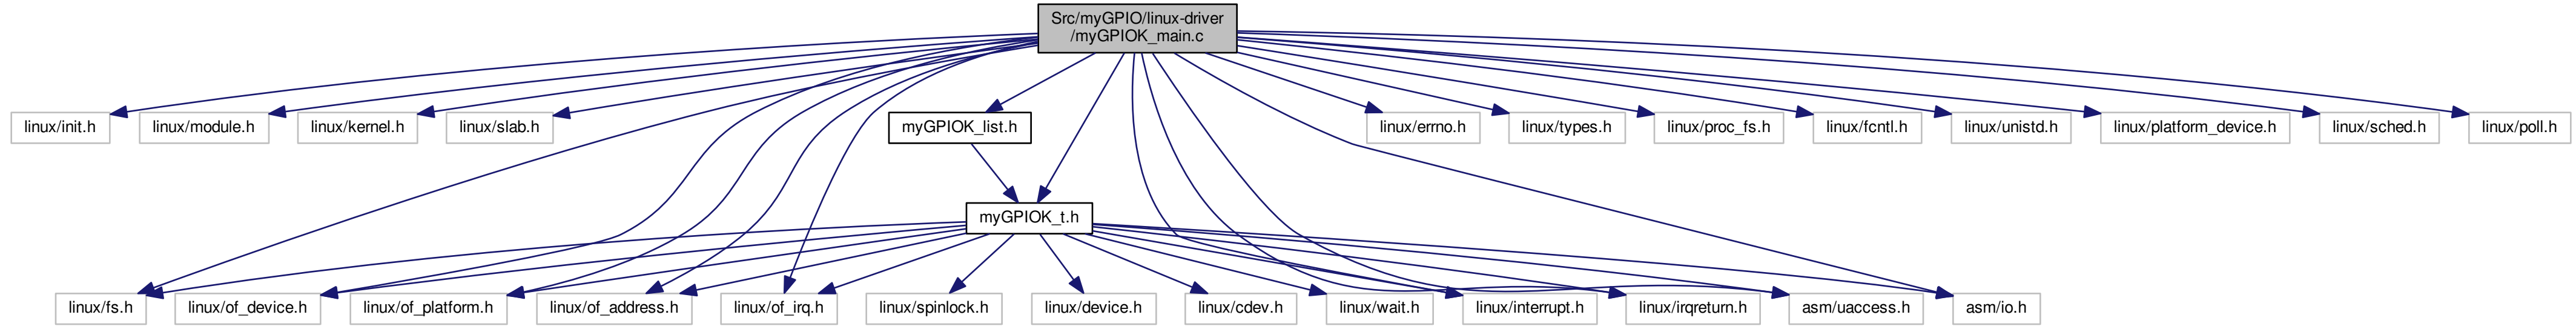 Src/myGPIO/linux-driver
/myGPIOK_main.c
linux/init.h
linux/module.h
linux/kernel.h
linux/slab.h
myGPIOK_list.h
linux/errno.h
linux/types.h
linux/proc_fs.h
linux/fcntl.h
linux/unistd.h
linux/platform_device.h
linux/sched.h
linux/poll.h
myGPIOK_t.h
linux/fs.h
linux/of_device.h
linux/of_platform.h
linux/of_address.h
linux/of_irq.h
linux/spinlock.h
linux/device.h
linux/cdev.h
linux/wait.h
linux/interrupt.h
linux/irqreturn.h
asm/uaccess.h
asm/io.h